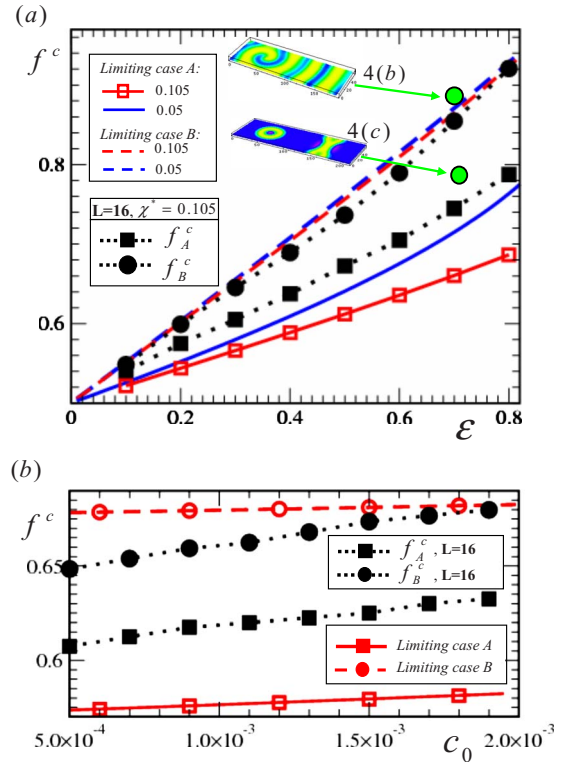 (a)
f^c
Limiting case A:
0.105
0.05
Limiting case B:
0.105
0.05
L=16, χ* = 0.105
f_A^c
f_B^c
4(b)
4(c)
0.8
0.6
0
0.2
0.4
0.6
0.8
ε
(b)
f^c
f_A^c , L=16
f_B^c , L=16
Limiting case A
Limiting case B
0.65
0.6
5.0×10⁻⁴
1.0×10⁻³
1.5×10⁻³
2.0×10⁻³
c₀